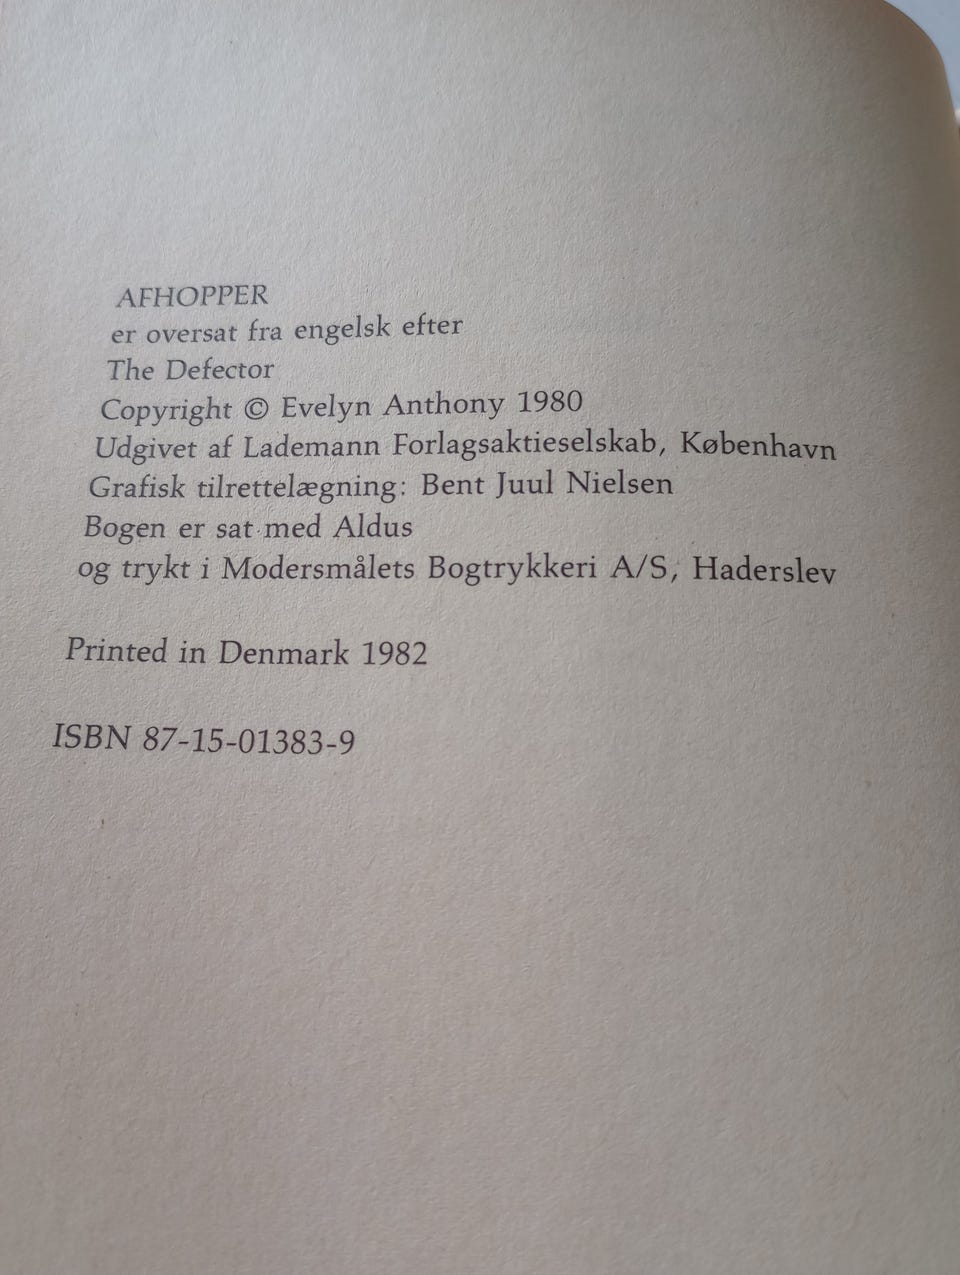 AFHOPPER
er oversat fra engelsk efter
The Defector
Copyright © Evelyn Anthony 1980
Udgivet af Lademann Forlagsaktieselskab, København
Grafisk tilrettelægning: Bent Juul Nielsen
Bogen er sat med Aldus
og trykt i Modersmålets Bogtrykkeri A/S, Haderslev
Printed in Denmark 1982
ISBN 87-15-01383-9